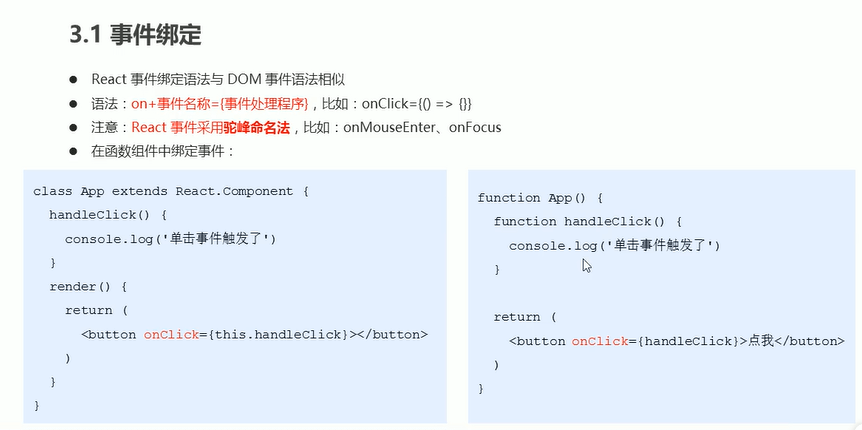 3.1 事件绑定
● React 事件绑定语法与 DOM 事件语法相似
● 语法：on+事件名称={事件处理程序}，比如：onClick={() => {}}
● 注意：React 事件采用驼峰命名法，比如：onMouseEnter、onFocus
● 在函数组件中绑定事件：
class App extends React.Component {
handleClick() {
console.log('单击事件触发了')
}
render() {
return (
<button onClick={this.handleClick}></button>
)
}
}
function App() {
function handleClick() {
console.log('单击事件触发了')
}
return (
<button onClick={handleClick}>点我</button>
)
}